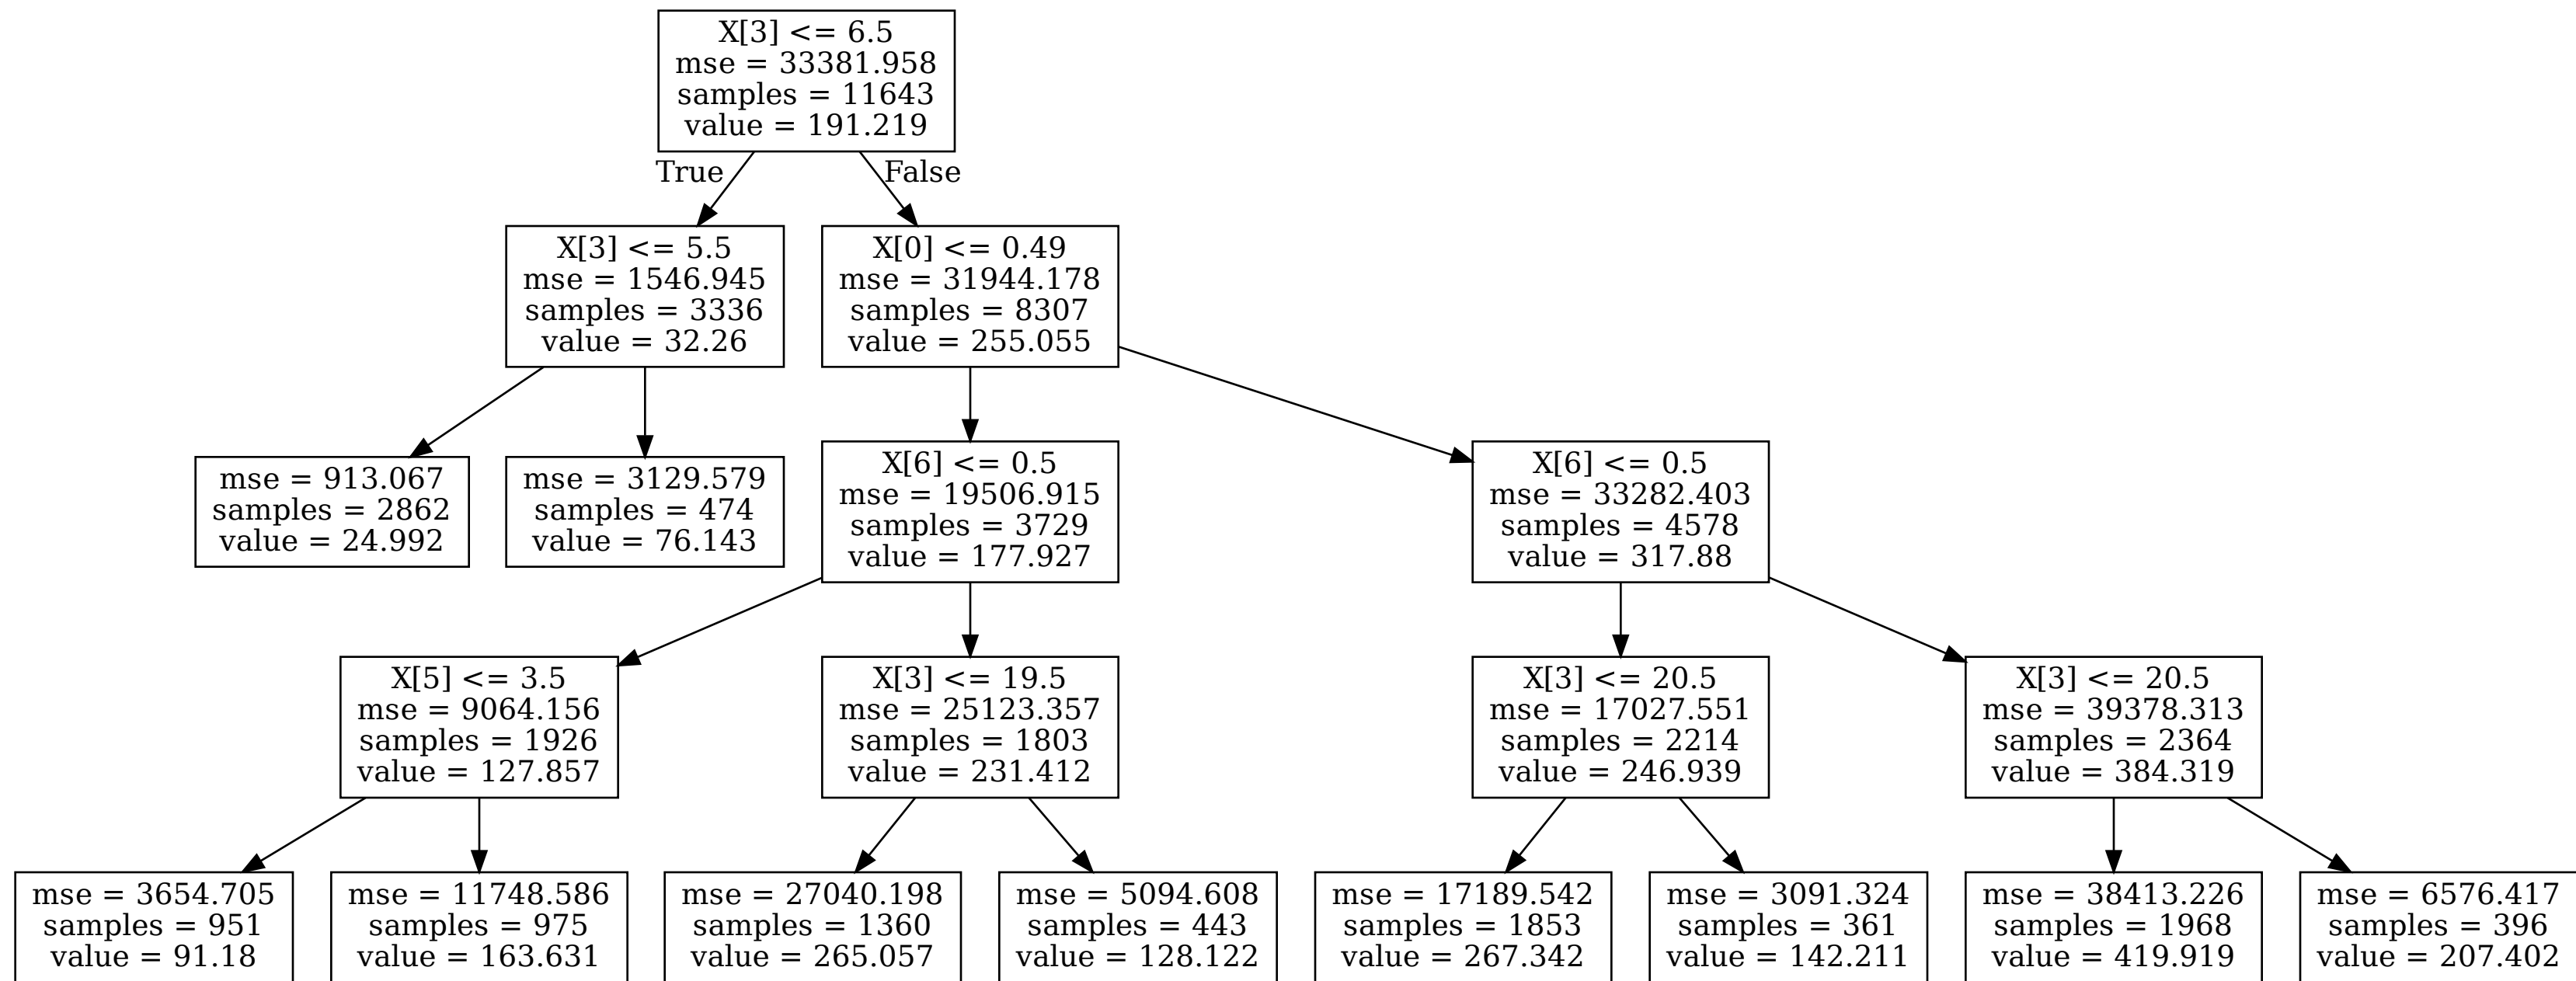 X[3] <= 6.5
mse = 33381.958
samples = 11643
value = 191.219
True
False
X[3] <= 5.5
mse = 1546.945
samples = 3336
value = 32.26
X[0] <= 0.49
mse = 31944.178
samples = 8307
value = 255.055
mse = 913.067
samples = 2862
value = 24.992
mse = 3129.579
samples = 474
value = 76.143
X[6] <= 0.5
mse = 19506.915
samples = 3729
value = 177.927
X[6] <= 0.5
mse = 33282.403
samples = 4578
value = 317.88
X[5] <= 3.5
mse = 9064.156
samples = 1926
value = 127.857
X[3] <= 19.5
mse = 25123.357
samples = 1803
value = 231.412
X[3] <= 20.5
mse = 17027.551
samples = 2214
value = 246.939
X[3] <= 20.5
mse = 39378.313
samples = 2364
value = 384.319
mse = 3654.705
samples = 951
value = 91.18
mse = 11748.586
samples = 975
value = 163.631
mse = 27040.198
samples = 1360
value = 265.057
mse = 5094.608
samples = 443
value = 128.122
mse = 17189.542
samples = 1853
value = 267.342
mse = 3091.324
samples = 361
value = 142.211
mse = 38413.226
samples = 1968
value = 419.919
mse = 6576.417
samples = 396
value = 207.402